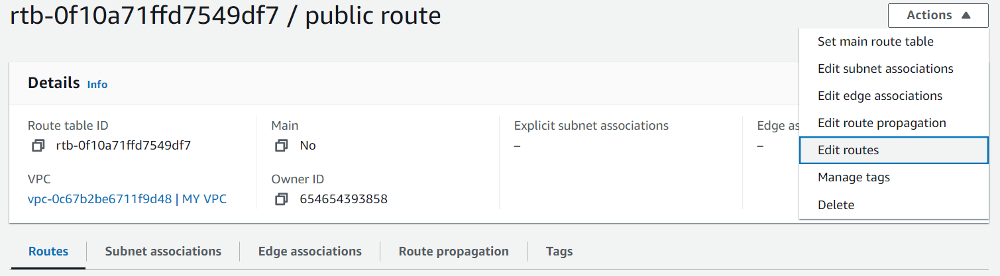 rtb-0f10a71ffd7549df7 / public route
Actions
Set main route table
Edit subnet associations
Edit edge associations
Edit route propagation
Edit routes
Manage tags
Delete
Details Info
Route table ID
rtb-0f10a71ffd7549df7
Main
No
Explicit subnet associations
–
Edge as
–
VPC
vpc-0c67b2be6711f9d48 | MY VPC
Owner ID
654654393858
Routes
Subnet associations
Edge associations
Route propagation
Tags